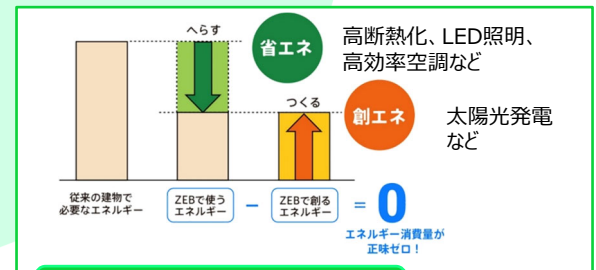 へらす
省エネ
高断熱化、LED照明、
高効率空調など
つくる
創エネ
太陽光発電
など
従来の建物で
必要なエネルギー
ZEBで使う
エネルギー
−
ZEBで創る
エネルギー
=
0
エネルギー消費量が
正味ゼロ！